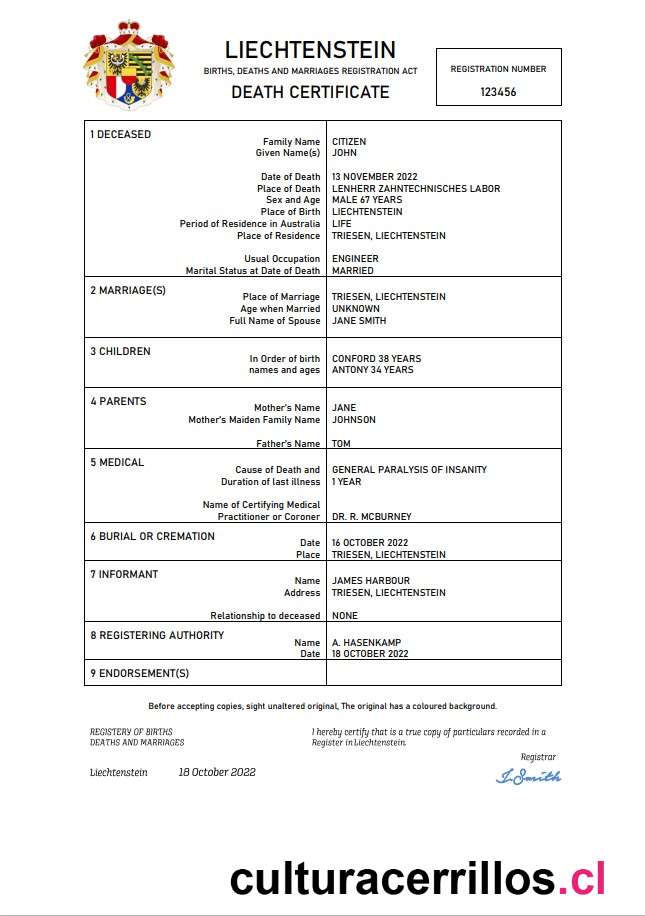 LIECHTENSTEIN
BIRTHS, DEATHS AND MARRIAGES REGISTRATION ACT
DEATH CERTIFICATE
REGISTRATION NUMBER
123456
1 DECEASED
Family Name CITIZEN
Given Name(s) JOHN
Date of Death 13 NOVEMBER 2022
Place of Death LENHERR ZAHNTECHNISCHES LABOR
Sex and Age MALE 67 YEARS
Place of Birth LIECHTENSTEIN
Period of Residence in Australia LIFE
Place of Residence TRIESEN, LIECHTENSTEIN
Usual Occupation ENGINEER
Marital Status at Date of Death MARRIED
2 MARRIAGE(S)
Place of Marriage TRIESEN, LIECHTENSTEIN
Age when Married UNKNOWN
Full Name of Spouse JANE SMITH
3 CHILDREN
In Order of birth CONFORD 38 YEARS
names and ages ANTONY 34 YEARS
4 PARENTS
Mother's Name JANE
Mother's Maiden Family Name JOHNSON
Father's Name TOM
5 MEDICAL
Cause of Death and GENERAL PARALYSIS OF INSANITY
Duration of last illness 1 YEAR
Name of Certifying Medical
Practitioner or Coroner DR. R. MCBURNEY
6 BURIAL OR CREMATION
Date 16 OCTOBER 2022
Place TRIESEN, LIECHTENSTEIN
7 INFORMANT
Name JAMES HARBOUR
Address TRIESEN, LIECHTENSTEIN
Relationship to deceased NONE
8 REGISTERING AUTHORITY
Name A. HASENKAMP
Date 18 OCTOBER 2022
9 ENDORSEMENT(S)
Before accepting copies, sight unaltered original, The original has a coloured background.
REGISTERY OF BIRTHS
DEATHS AND MARRIAGES
I hereby certify that is a true copy of particulars recorded in a
Register in Liechtenstein.
Registrar
Liechtenstein 18 October 2022
J.Smith
culturacerrillos.cl